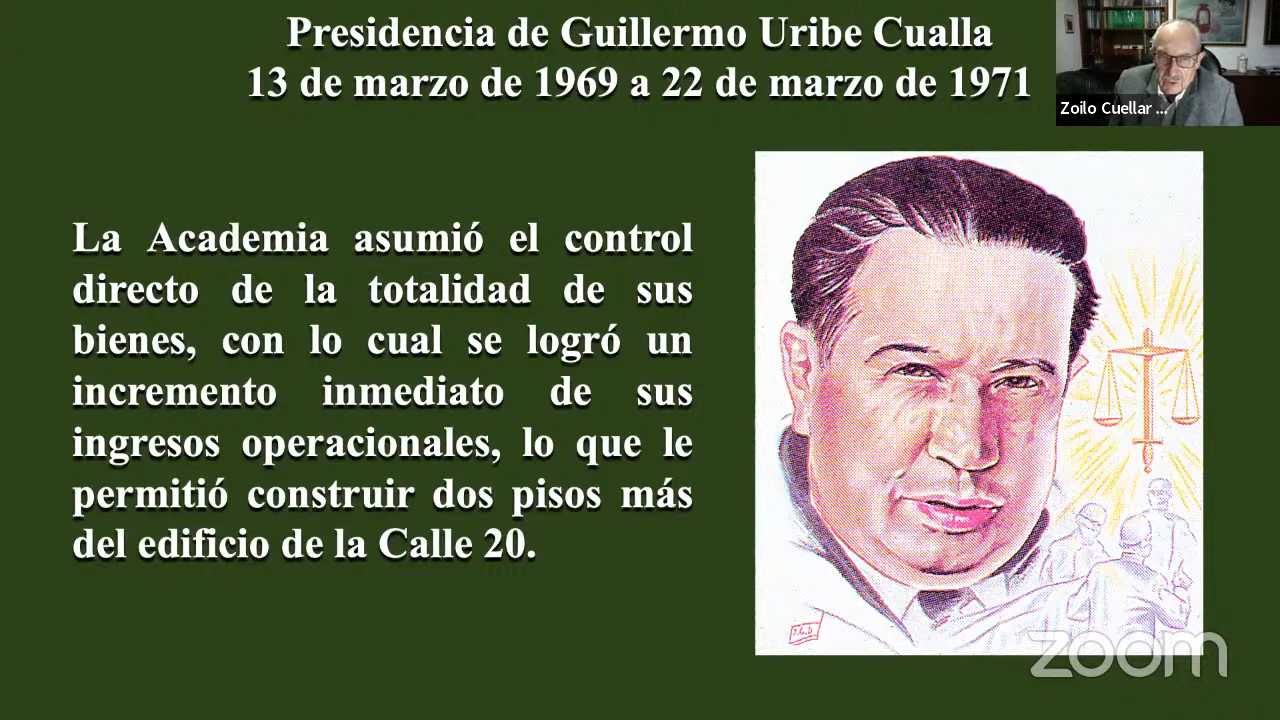 Presidencia de Guillermo Uribe Cualla
13 de marzo de 1969 a 22 de marzo de 1971
Zoilo Cuellar ...
La Academia asumió el control
directo de la totalidad de sus
bienes, con lo cual se logró un
incremento inmediato de sus
ingresos operacionales, lo que le
permitió construir dos pisos más
del edificio de la Calle 20.
zoom